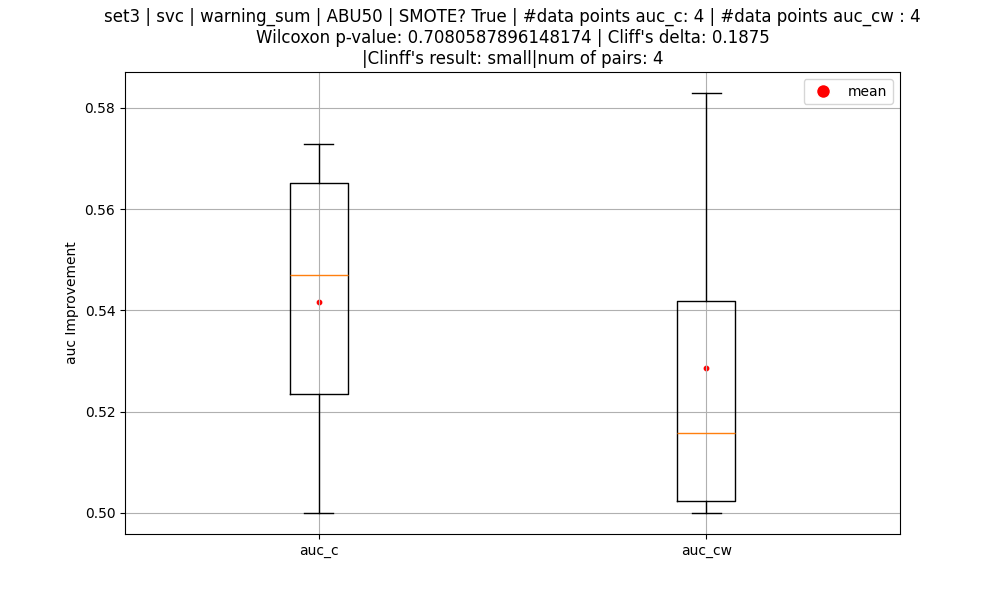 set3 | svc | warning_sum | ABU50 | SMOTE? True | #data points auc_c: 4 | #data points auc_cw : 4
Wilcoxon p-value: 0.7080587896148174 | Cliff's delta: 0.1875
|Clinff's result: small|num of pairs: 4
mean
0.58
0.56
0.54
0.52
0.50
auc Improvement
auc_c
auc_cw